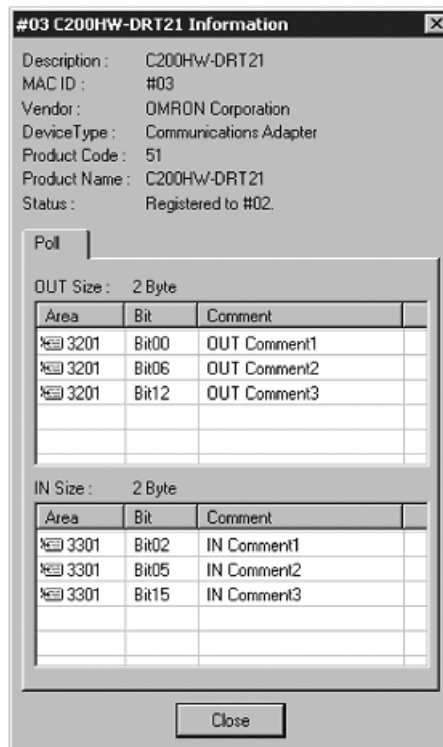 #03 C200HW-DRT21 Information
Description : C200HW-DRT21
MAC ID : #03
Vendor : OMRON Corporation
DeviceType : Communications Adapter
Product Code : 51
Product Name : C200HW-DRT21
Status : Registered to #02.
Poll
OUT Size : 2 Byte
Area Bit Comment
3201 Bit00 OUT Comment1
3201 Bit06 OUT Comment2
3201 Bit12 OUT Comment3
IN Size : 2 Byte
Area Bit Comment
3301 Bit02 IN Comment1
3301 Bit05 IN Comment2
3301 Bit15 IN Comment3
Close